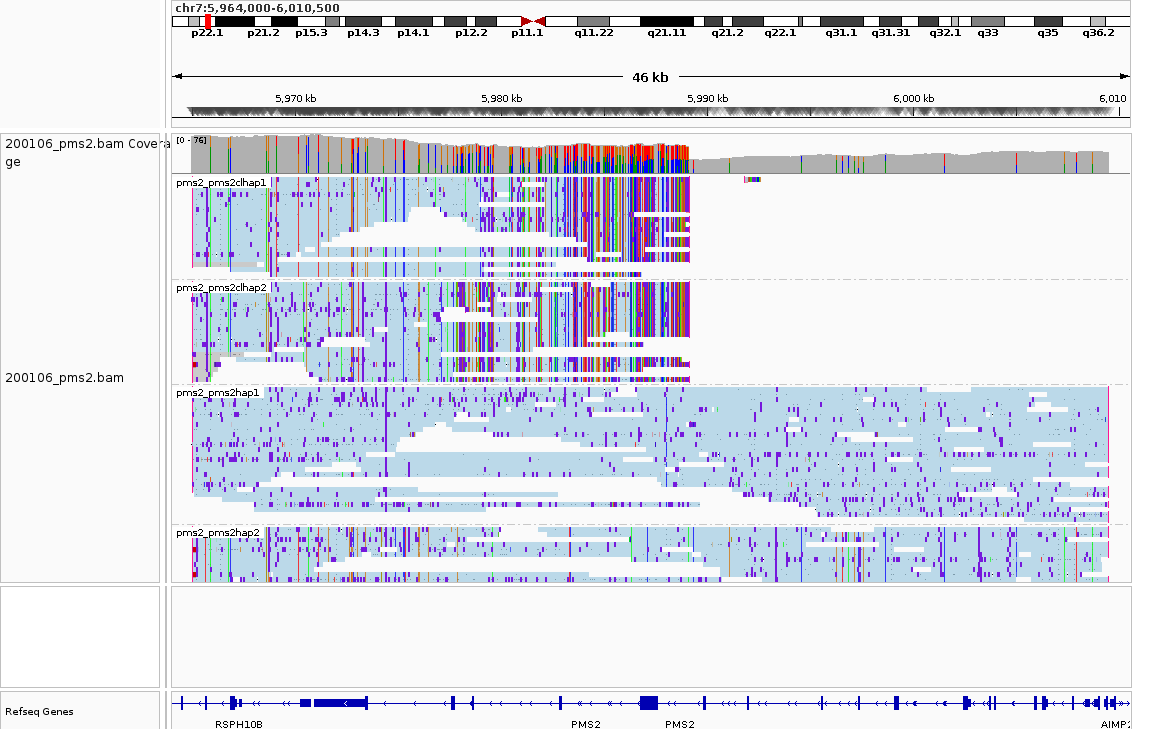 chr7:5,964,000-6,010,500
p22.1 p21.2 p15.3 p14.3 p14.1 p12.2 p11.1 q11.22 q21.11 q21.2 q22.1 q31.1 q31.31 q32.1 q33 q35 q36.2
46 kb
5,970 kb 5,980 kb 5,990 kb 6,000 kb 6,010
200106_pms2.bam Covera
ge
[0 - 76]
pms2_pms2clhap1
pms2_pms2clhap2
200106_pms2.bam
pms2_pms2hap1
pms2_pms2hap2
Refseq Genes
RSPH10B PMS2 PMS2 AIMP2